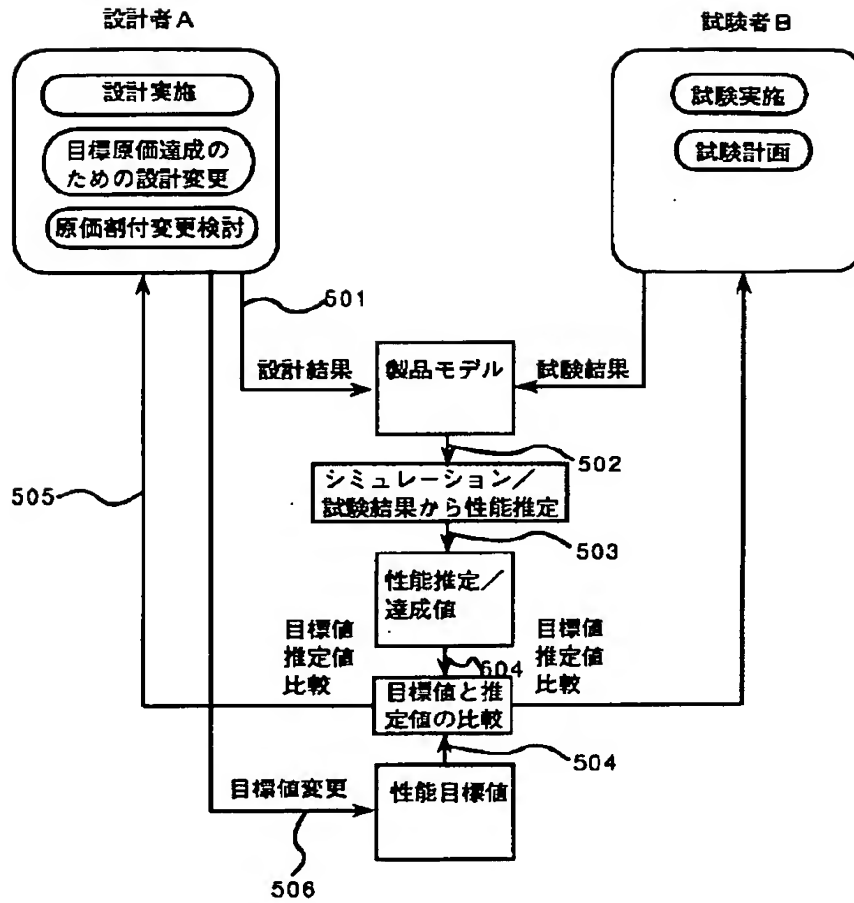 設計者A
試験者B
設計実施
目標原価達成の
ための設計変更
原価割付変更検討
試験実施
試験計画
501
設計結果
製品モデル
試験結果
502
シミュレーション／
試験結果から性能推定
505
503
性能推定／
達成値
目標値
推定値
比較
504
目標値
推定値
比較
目標値と推
定値の比較
504
目標値変更
性能目標値
506